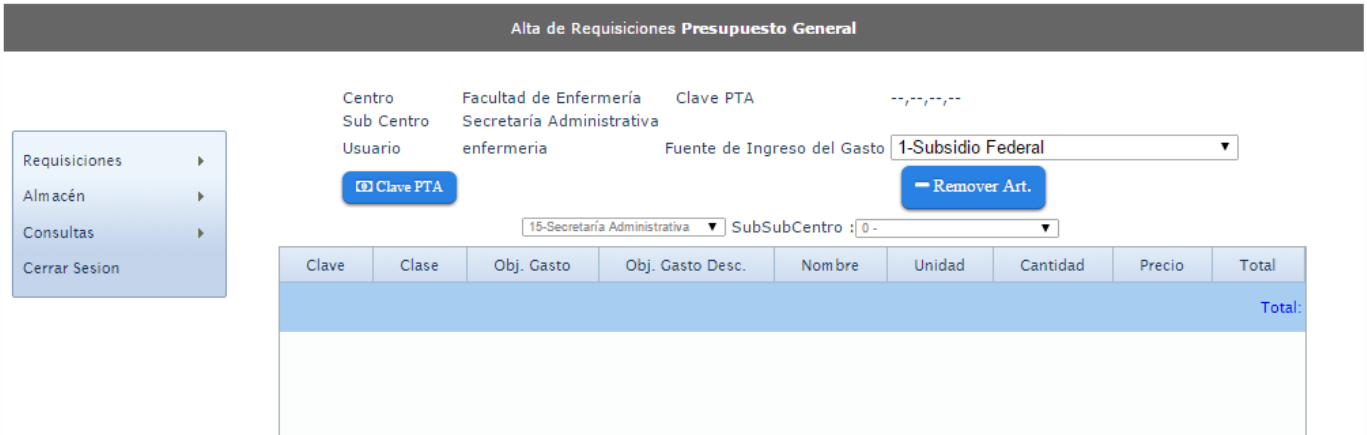 Alta de Requisiciones Presupuesto General
Centro Facultad de Enfermería Clave PTA --,--,--,--
Sub Centro Secretaría Administrativa
Usuario enfermeria Fuente de Ingreso del Gasto 1-Subsidio Federal
Clave PTA Remover Art.
15-Secretaría Administrativa SubSubCentro : 0 -
Requisiciones
Almacén
Consultas
Cerrar Sesion
Clave Clase Obj. Gasto Obj. Gasto Desc. Nombre Unidad Cantidad Precio Total
Total: